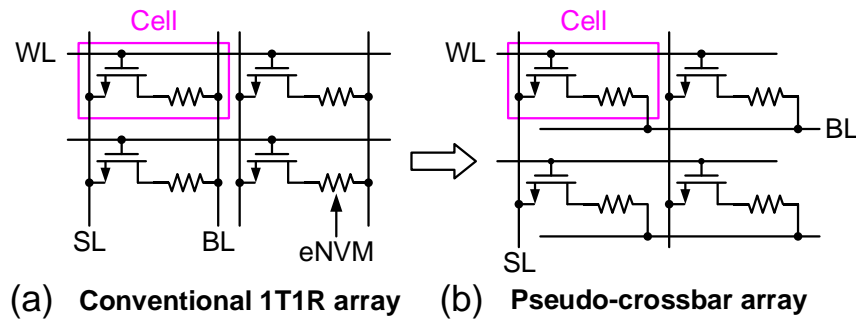 Cell
WL
SL
BL
eNVM
(a) Conventional 1T1R array
Cell
WL
BL
SL
(b) Pseudo-crossbar array